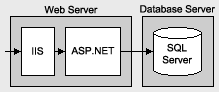 Web Server
Database Server
IIS
ASP.NET
SQL
Server